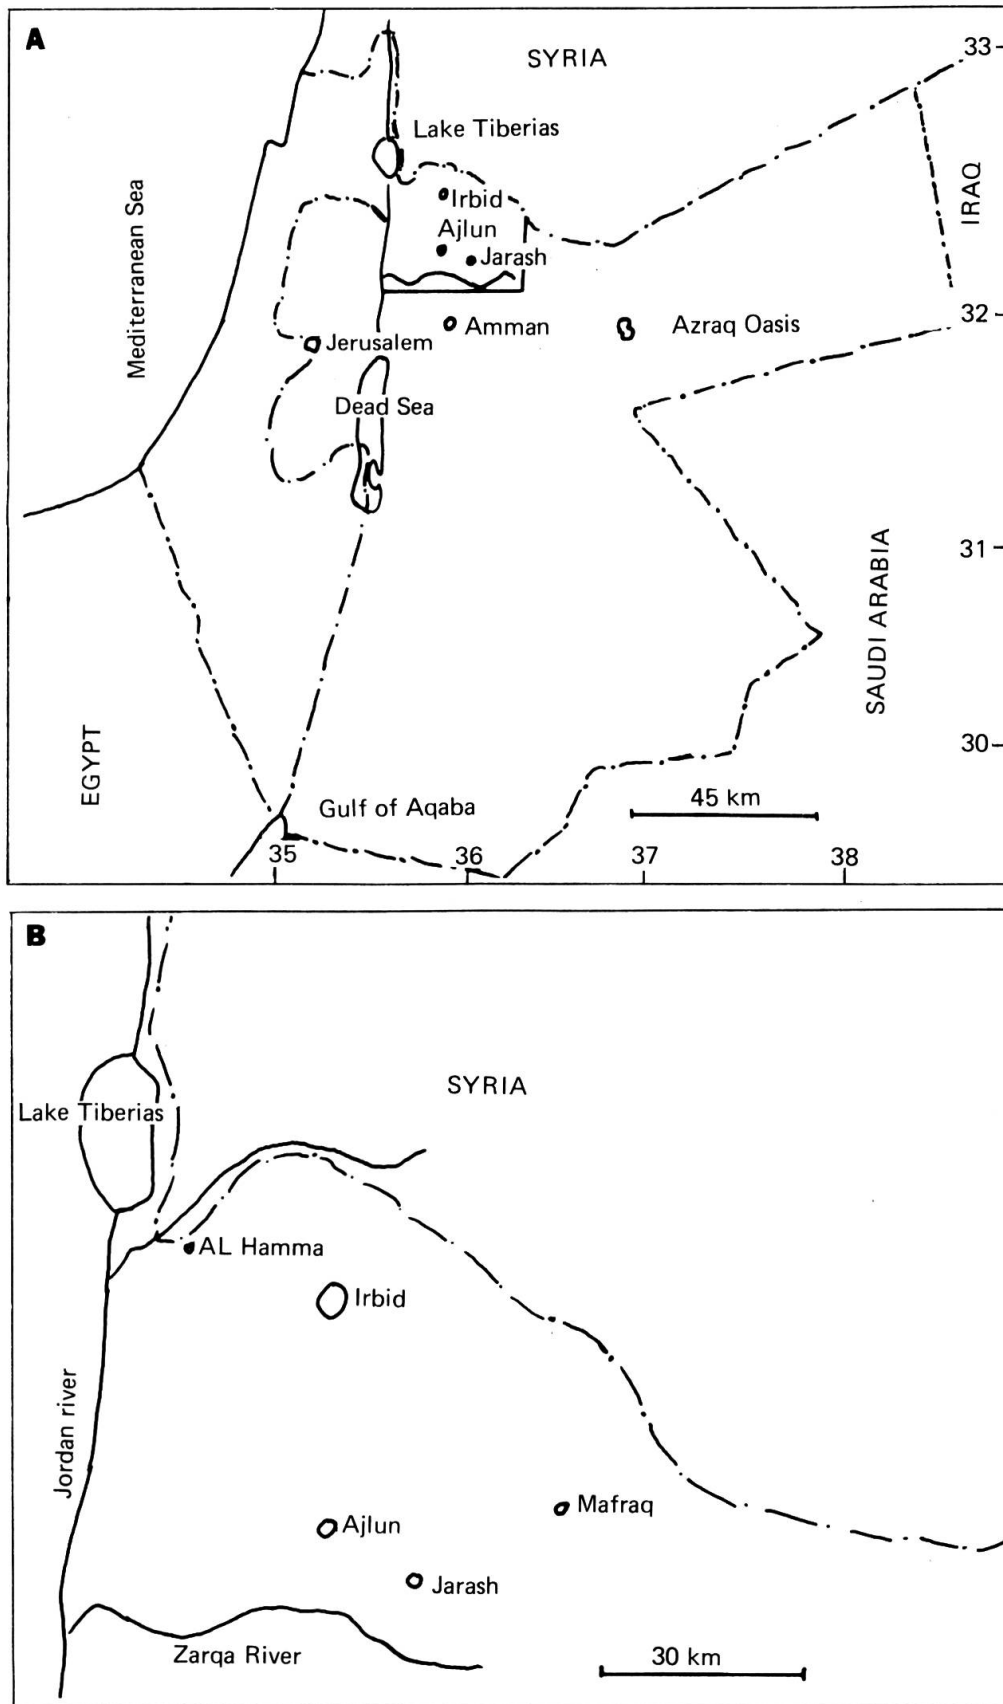 A
SYRIA
33
Lake Tiberias
Irbid
Ajlun
Jarash
IRAQ
Mediterranean Sea
32
Amman
Azraq Oasis
Jerusalem
Dead Sea
31
SAUDI ARABIA
30
EGYPT
45 km
Gulf of Aqaba
35
36
37
38
B
SYRIA
Lake Tiberias
AL Hamma
Irbid
Jordan river
Mafraq
Ajlun
Jarash
Zarqa River
30 km